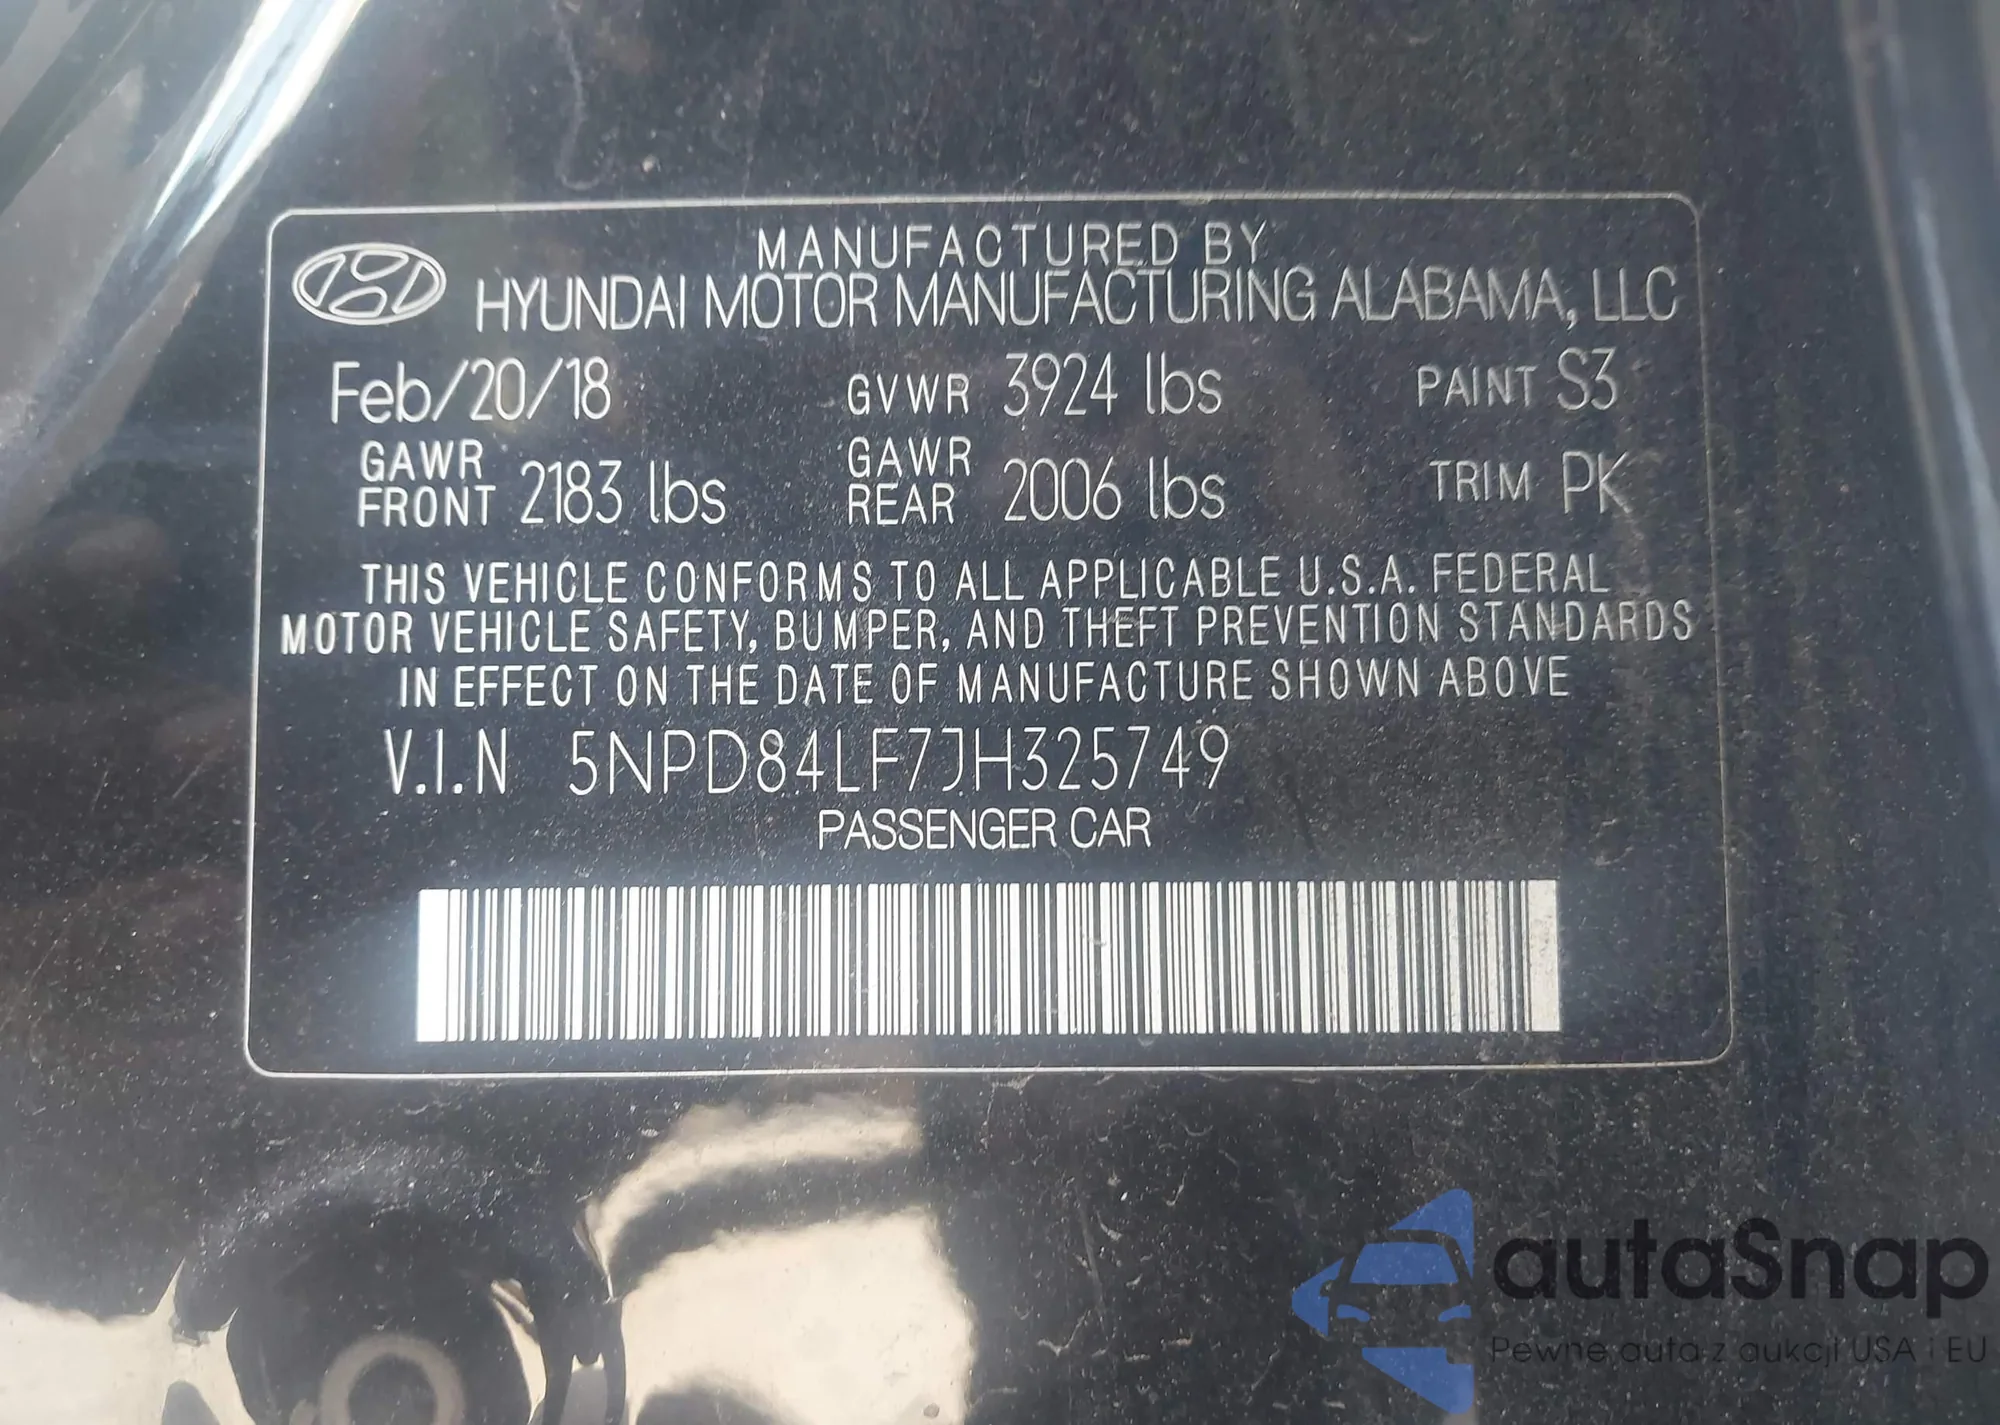 MANUFACTURED BY
HYUNDAI MOTOR MANUFACTURING ALABAMA, LLC
Feb/20/18 GVWR 3924 lbs PAINT S3
GAWR FRONT 2183 lbs GAWR REAR 2006 lbs TRIM PK
THIS VEHICLE CONFORMS TO ALL APPLICABLE U.S.A. FEDERAL
MOTOR VEHICLE SAFETY, BUMPER, AND THEFT PREVENTION STANDARDS
IN EFFECT ON THE DATE OF MANUFACTURE SHOWN ABOVE
V.I.N 5NPD84LF7JH325749
PASSENGER CAR
autaSnap
Pewne auta z aukcji USA i EU